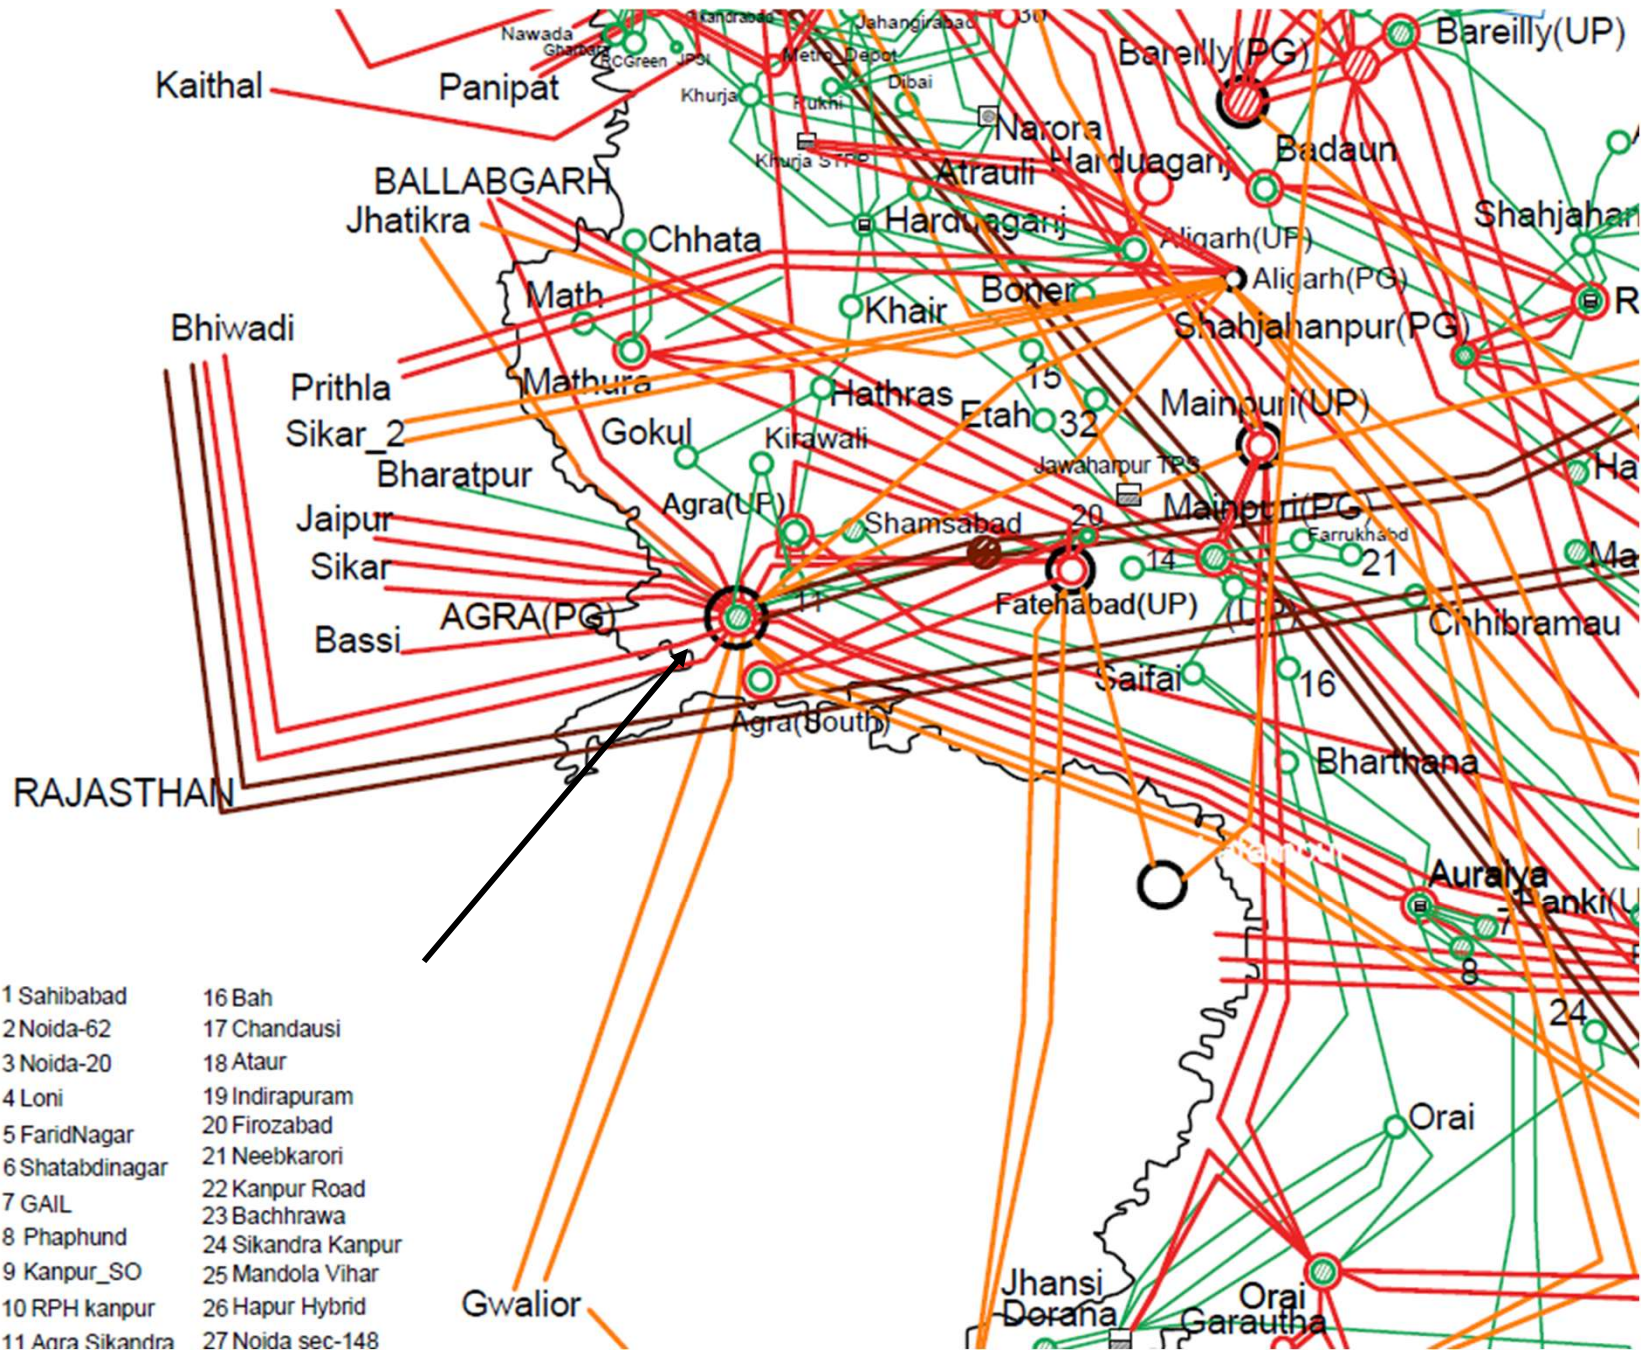 Nawada
Jahangirabad
Bareilly(PG)
Bareilly(UP)
Metro_Depot
RCGreen
Kaithal
Panipat
Khurja
Rukhi
Dibai
Narora
Khurja STPP
Atrauli
Harduaganj
Badaun
BALLABGARH
Jhatikra
Chhata
Harduaganj
Aligarh(UP)
Aligarh(PG)
Math
Khair
Boner
Shahjahanpur(PG)
Bhiwadi
Prithla
Mathura
15
Hathras
Etah
32
Mainpuri(UP)
Sikar_2
Gokul
Kirawali
Bharatpur
Jawaharpur TPS
Jaipur
Agra(UP)
Shamsabad
20
Mainpuri(PG)
Farrukhabd
Sikar
14
21
AGRA(PG)
11
Fatehabad(UP)
Chhibramau
Bassi
Saifai
16
Agra(South)
Bharthana
RAJASTHAN
Auraiya
7
8
24
Orai
Jhansi
Orai
Gwalior
Garautha
1 Sahibabad
2 Noida-62
3 Noida-20
4 Loni
5 FaridNagar
6 Shatabdinagar
7 GAIL
8 Phaphund
9 Kanpur_SO
10 RPH kanpur
11 Agra Sikandra
16 Bah
17 Chandausi
18 Ataur
19 Indirapuram
20 Firozabad
21 Neebkarori
22 Kanpur Road
23 Bachhrawa
24 Sikandra Kanpur
25 Mandola Vihar
26 Hapur Hybrid
27 Noida sec-148